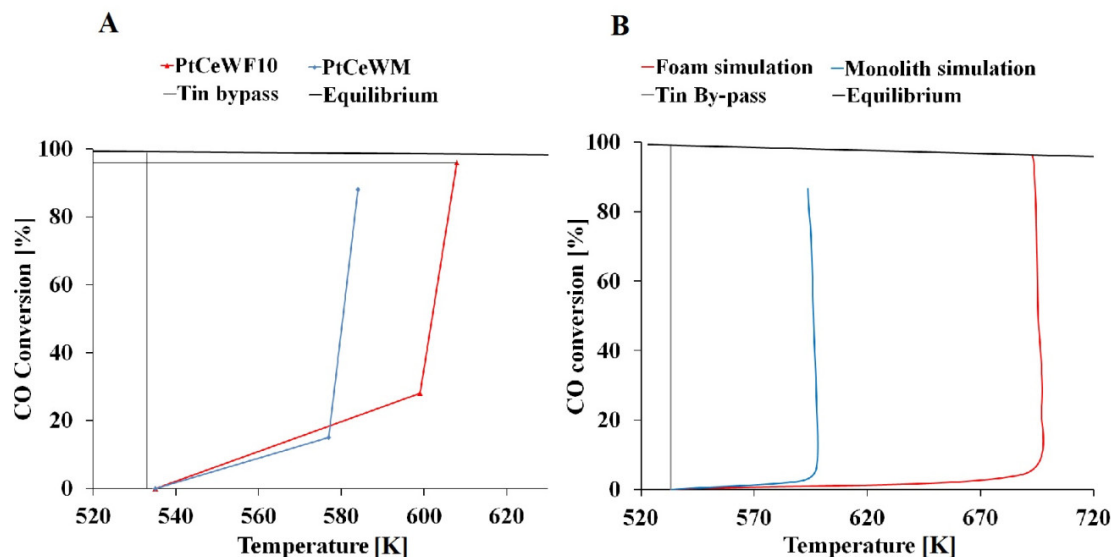 A
PtCeWF10 PtCeWM
Tin bypass Equilibrium
100
80
60
40
20
0
CO Conversion [%]
520 540 560 580 600 620
Temperature [K]
B
Foam simulation Monolith simulation
Tin By-pass Equilibrium
100
80
60
40
20
0
CO conversion [%]
520 570 620 670 720
Temperature [K]